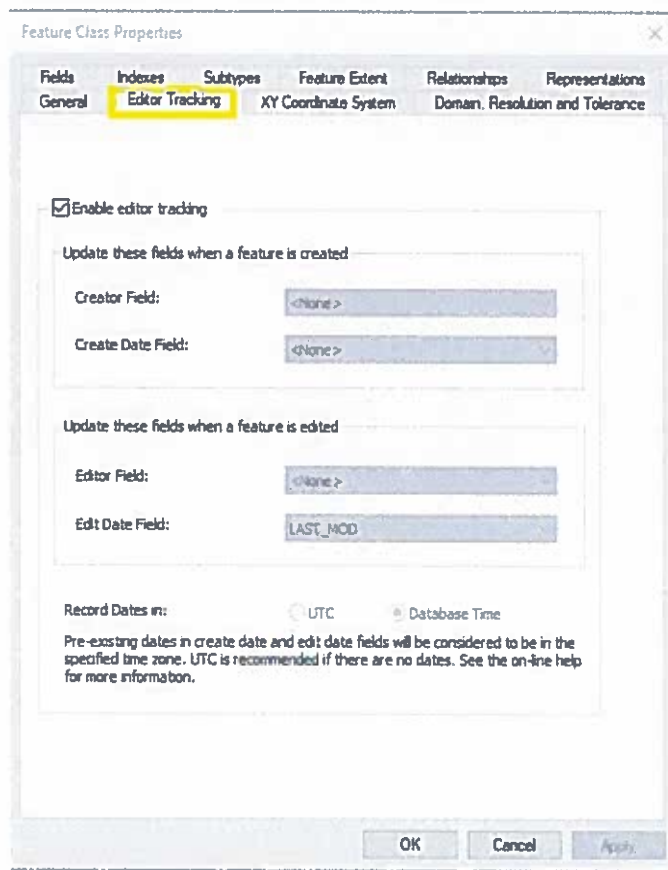 Feature Class Properties
Fields Indexes Subtypes Feature Extent Relationships Representations
General Editor Tracking XY Coordinate System Domain, Resolution and Tolerance
Enable editor tracking
Update these fields when a feature is created
Creator Field: <None>
Create Date Field: <None>
Update these fields when a feature is edited
Editor Field: <None>
Edit Date Field: LAST_MOD
Record Dates in: UTC Database Time
Pre-existing dates in create date and edit date fields will be considered to be in the
specified time zone. UTC is recommended if there are no dates. See the on-line help
for more information.
OK Cancel Apply